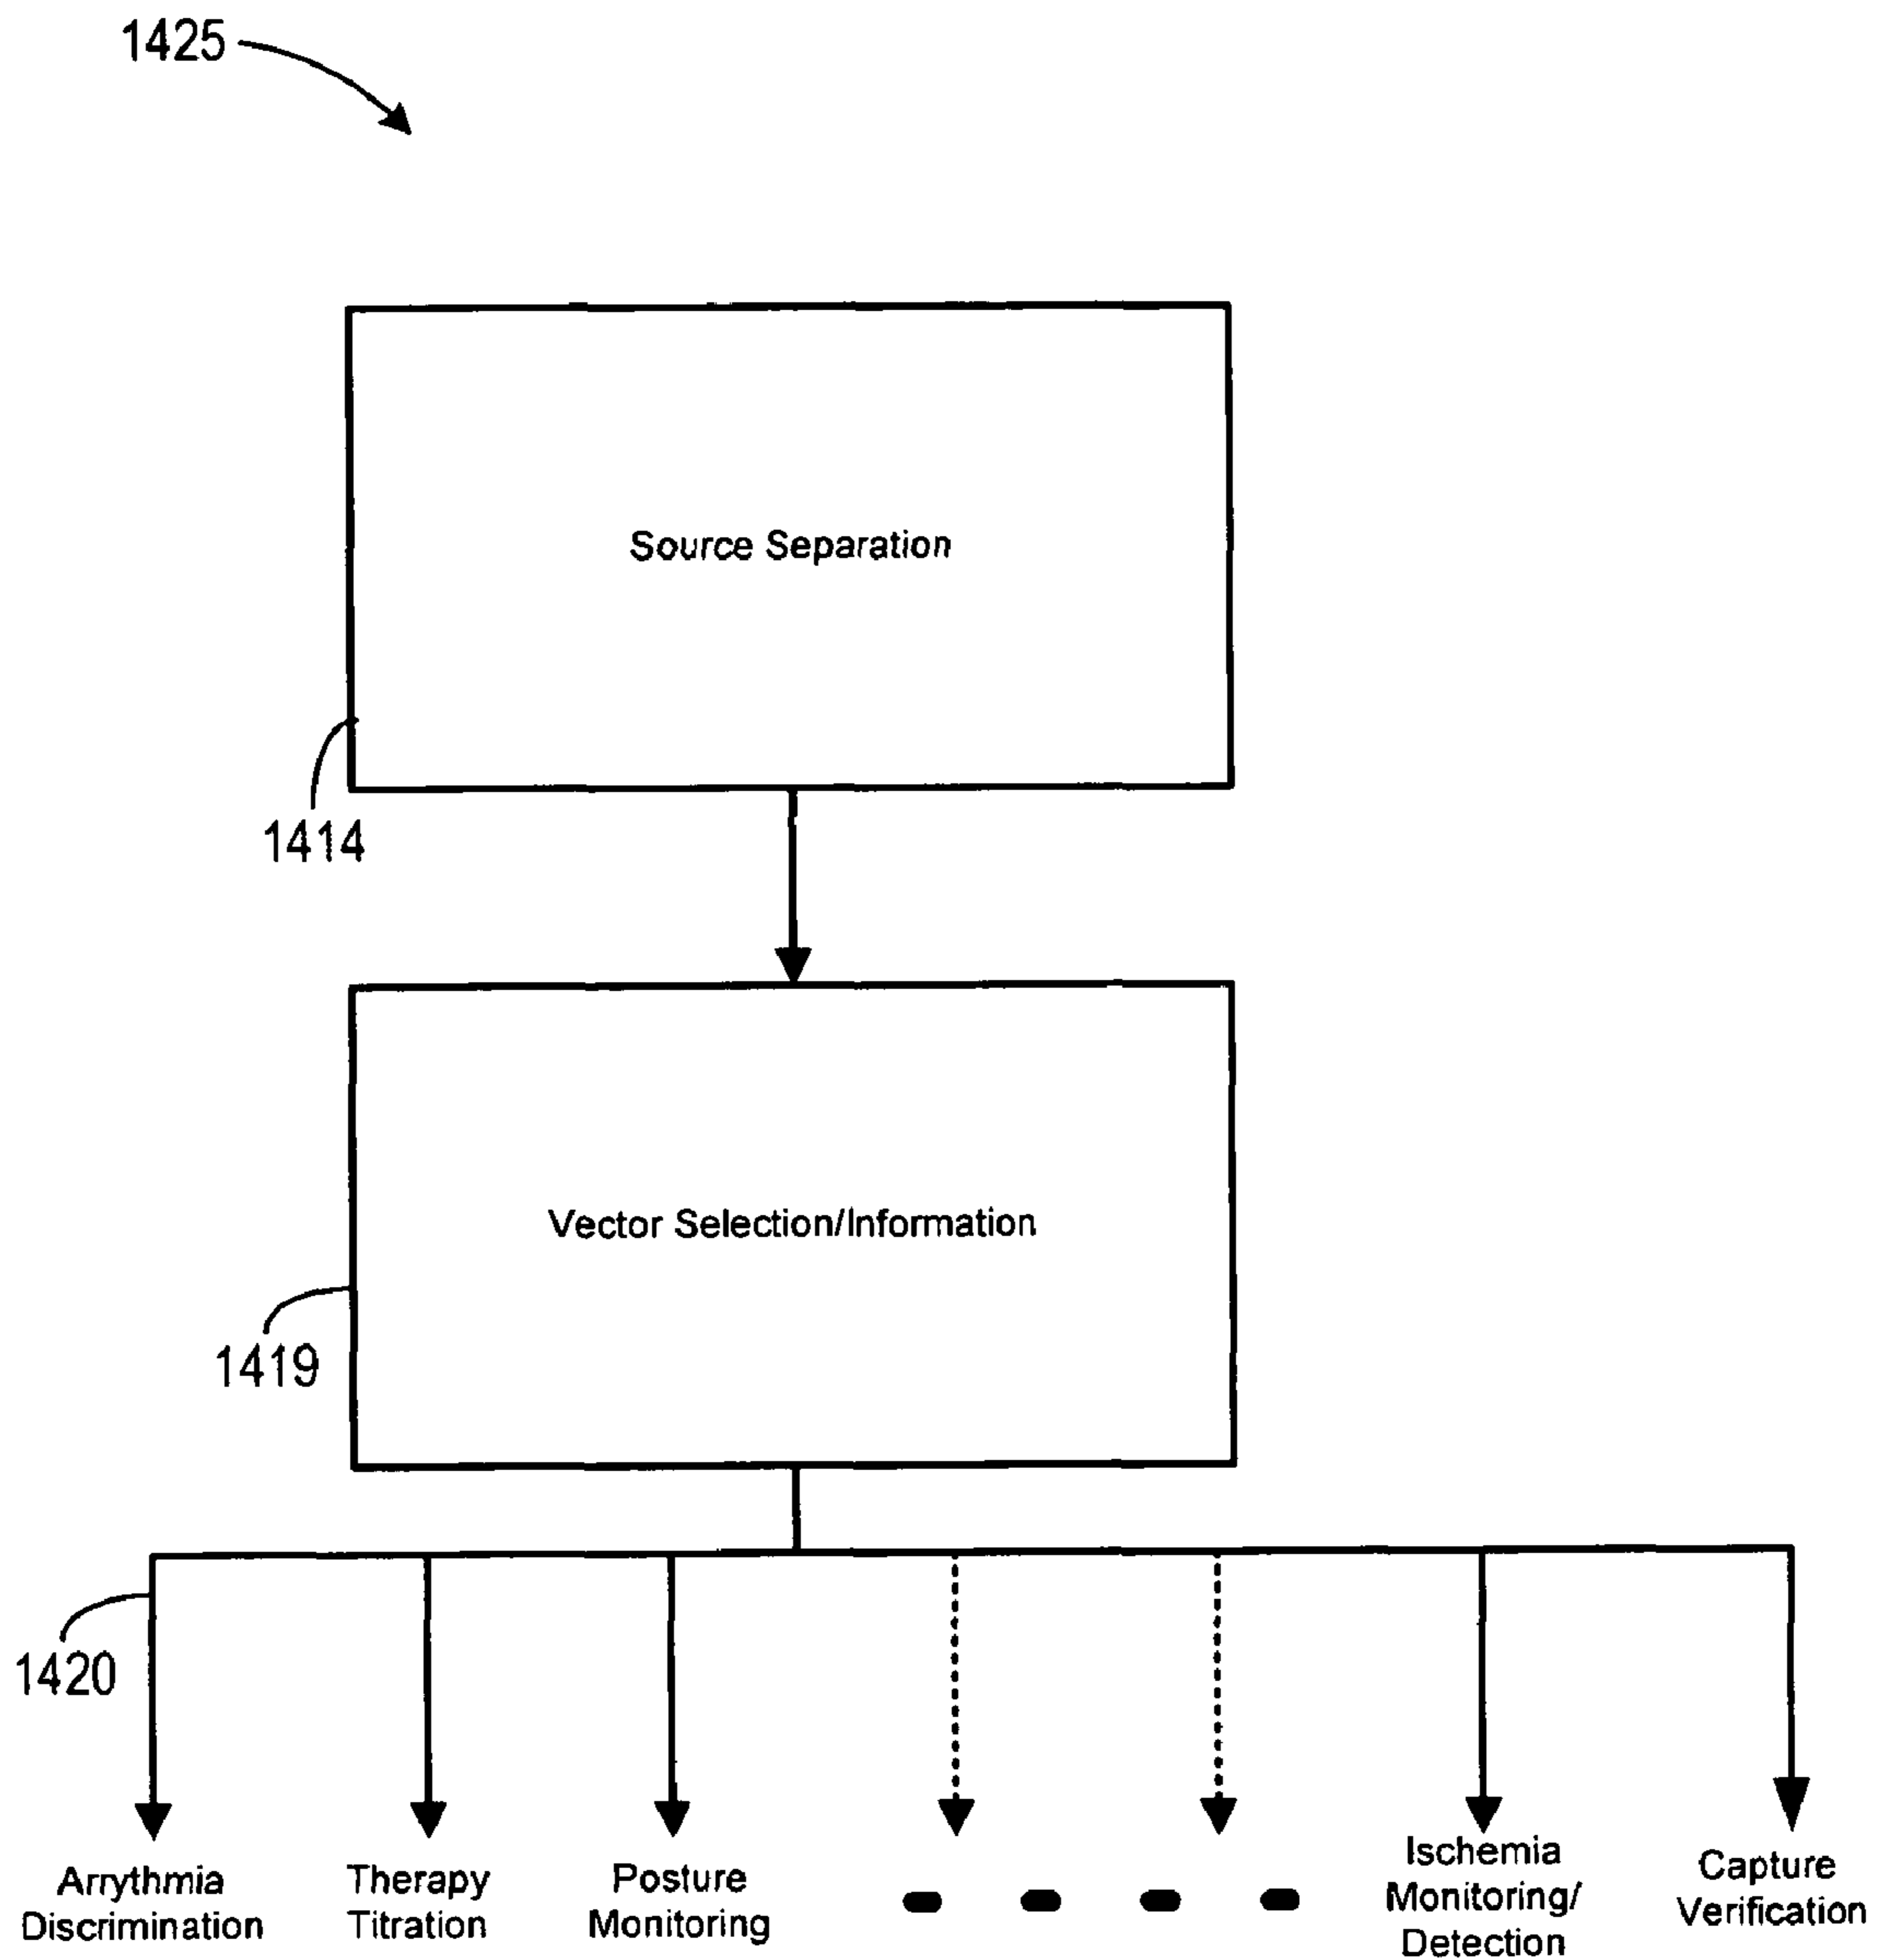 1425
Source Separation
1414
Vector Selection/Information
1419
1420
Arrythmia
Discrimination
Therapy
Titration
Posture
Monitoring
Ischemia
Monitoring/
Detection
Capture
Verification